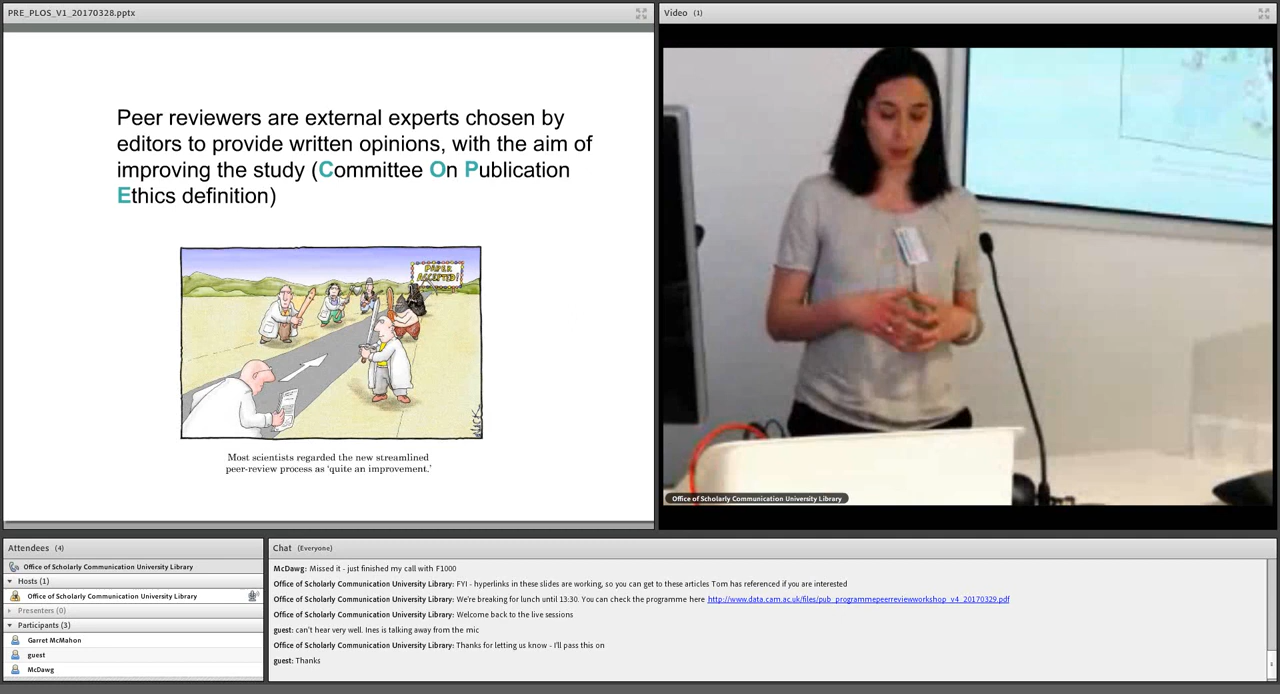 PRE_PLOS_V1_20170328.pptx
Peer reviewers are external experts chosen by
editors to provide written opinions, with the aim of
improving the study (Committee On Publication
Ethics definition)
PAPER
ACCEPTED!
Most scientists regarded the new streamlined
peer-review process as ‘quite an improvement.’
Video (1)
Office of Scholarly Communication University Library
Attendees (4)
Office of Scholarly Communication University Library
Hosts (1)
Office of Scholarly Communication University Library
Presenters (0)
Participants (3)
Garret McMahon
guest
McDawg
Chat (Everyone)
McDawg: Missed it - just finished my call with F1000
Office of Scholarly Communication University Library: FYI - hyperlinks in these slides are working, so you can get to these articles Tom has referenced if you are interested
Office of Scholarly Communication University Library: We're breaking for lunch until 13:30. You can check the programme here http://www.data.cam.ac.uk/files/pub_programmepeerreviewworkshop_v4_20170329.pdf
Office of Scholarly Communication University Library: Welcome back to the live sessions
guest: can't hear very well. Ines is talking away from the mic
Office of Scholarly Communication University Library: Thanks for letting us know - I'll pass this on
guest: Thanks